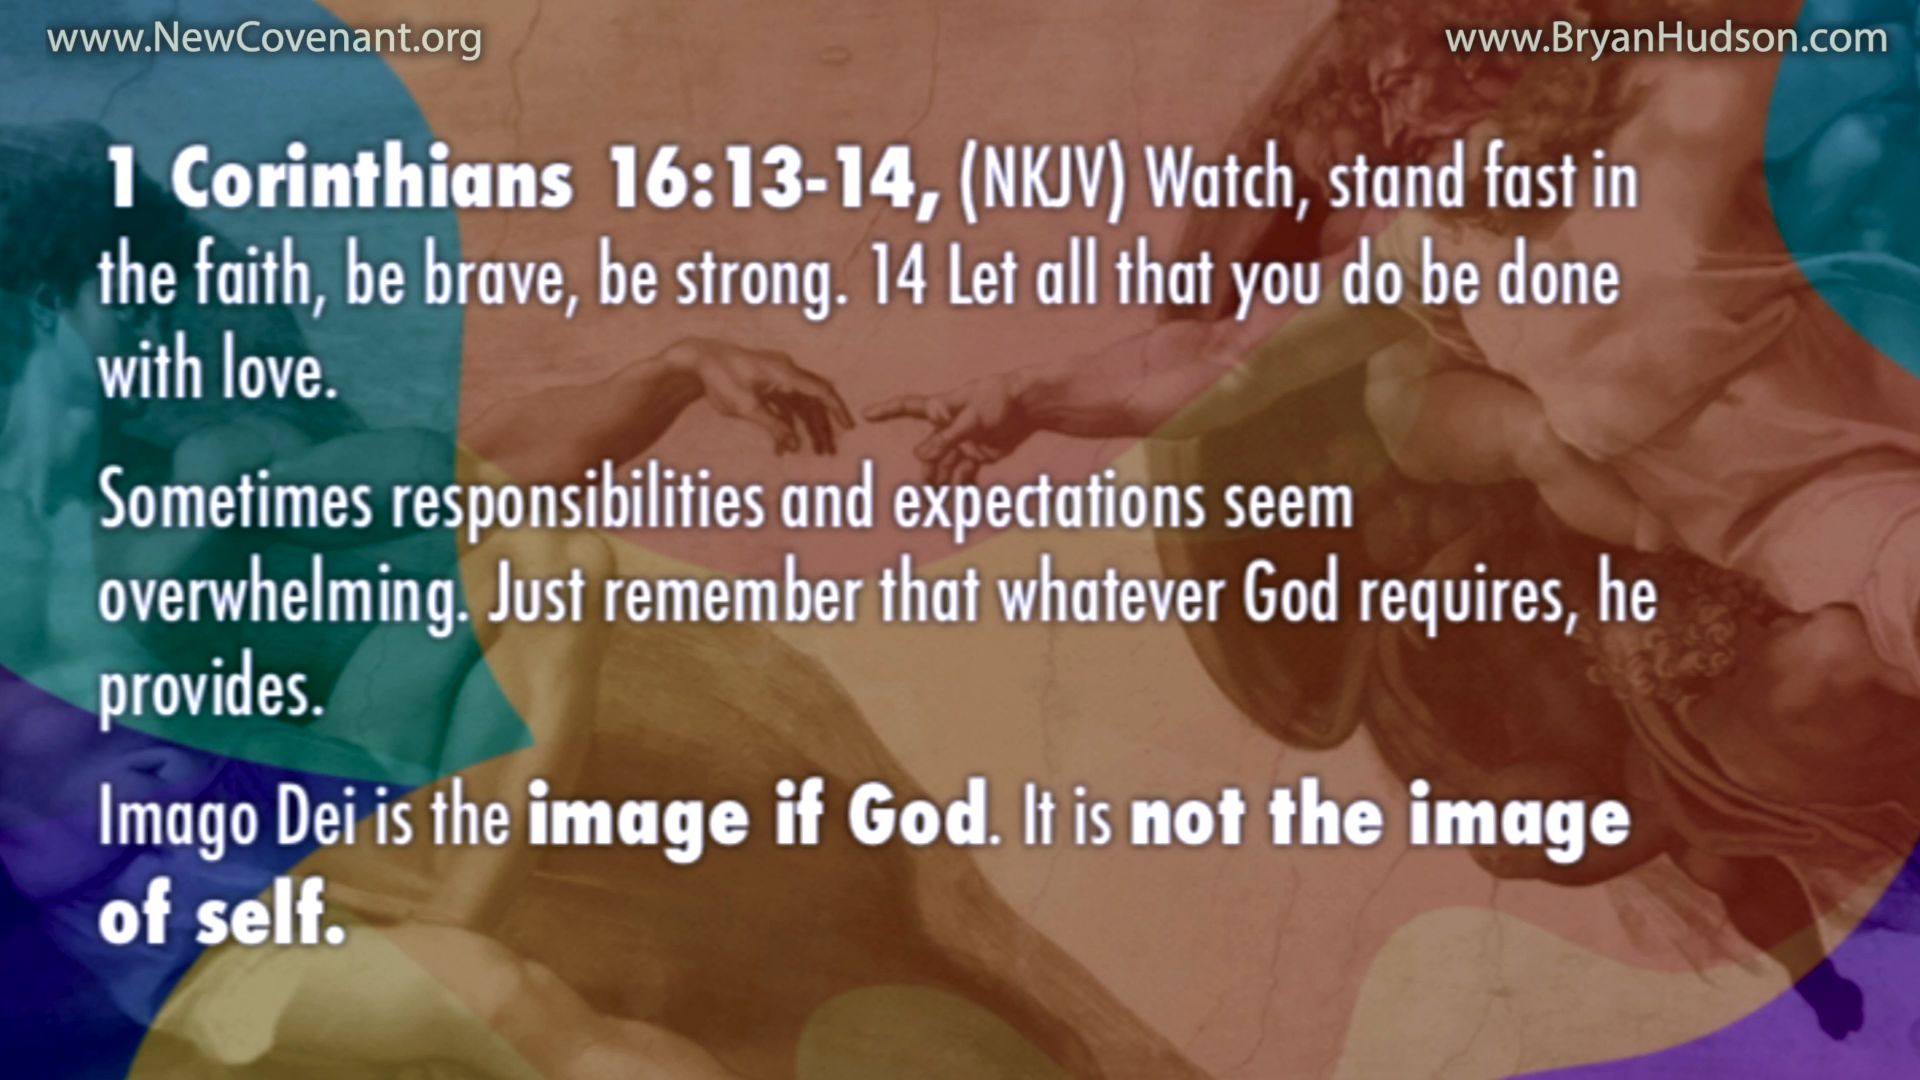 www.NewCovenant.org
www.BryanHudson.com
1 Corinthians 16:13-14, (NKJV) Watch, stand fast in
the faith, be brave, be strong. 14 Let all that you do be done
with love.
Sometimes responsibilities and expectations seem
overwhelming. Just remember that whatever God requires, he
provides.
Imago Dei is the image if God. It is not the image
of self.